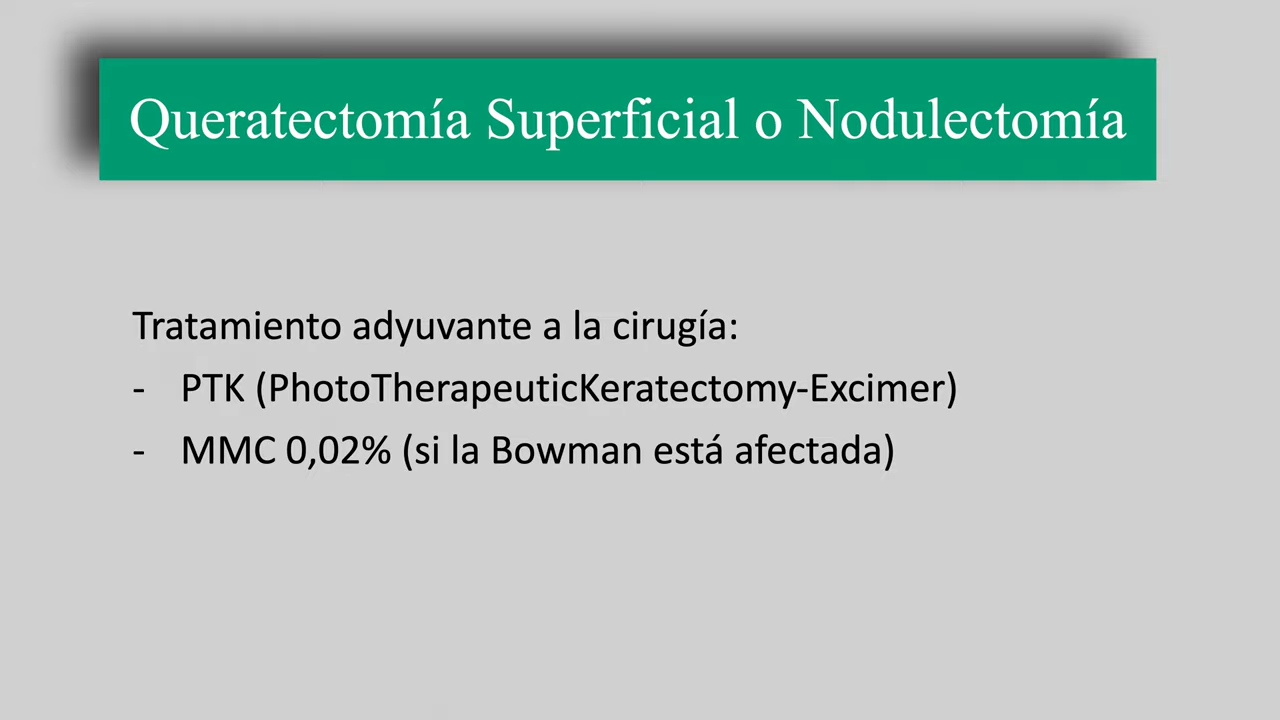 Queratectomía Superficial o Nodulectomía
Tratamiento adyuvante a la cirugía:
- PTK (PhotoTherapeuticKeratectomy-Excimer)
- MMC 0,02% (si la Bowman está afectada)